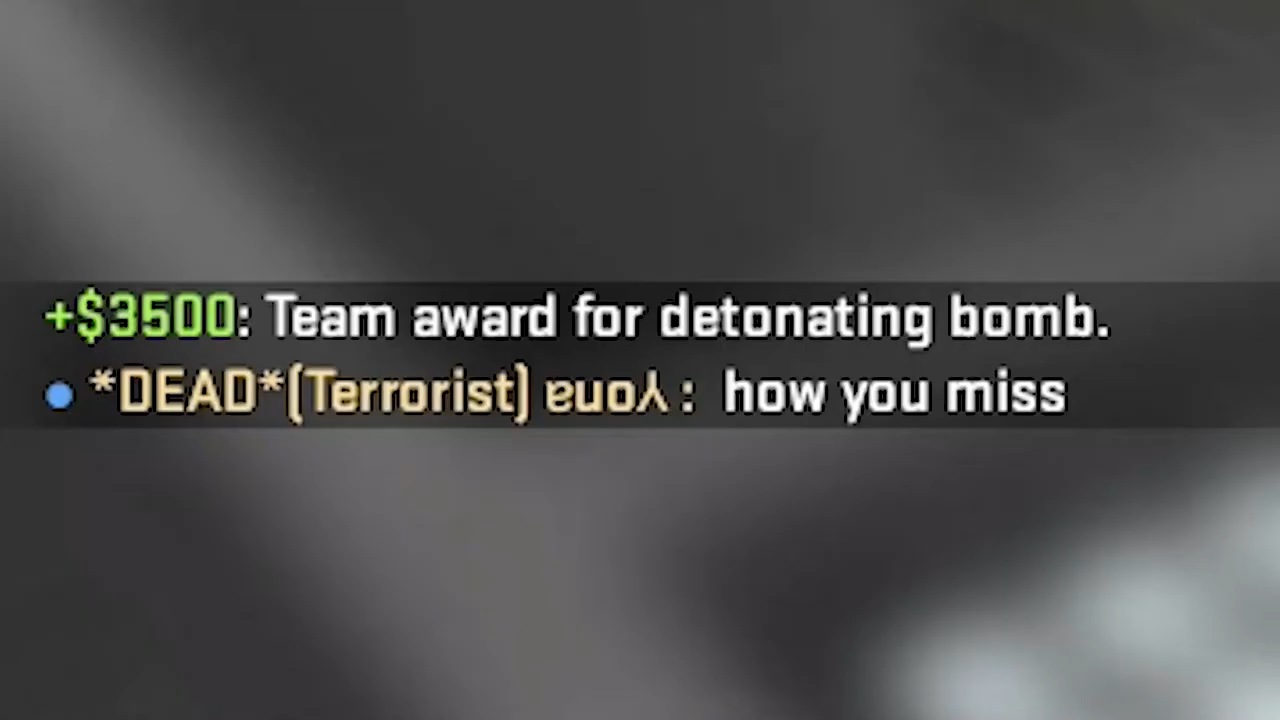 +$3500: Team award for detonating bomb.
*DEAD*(Terrorist) ɐuoʎ : how you miss